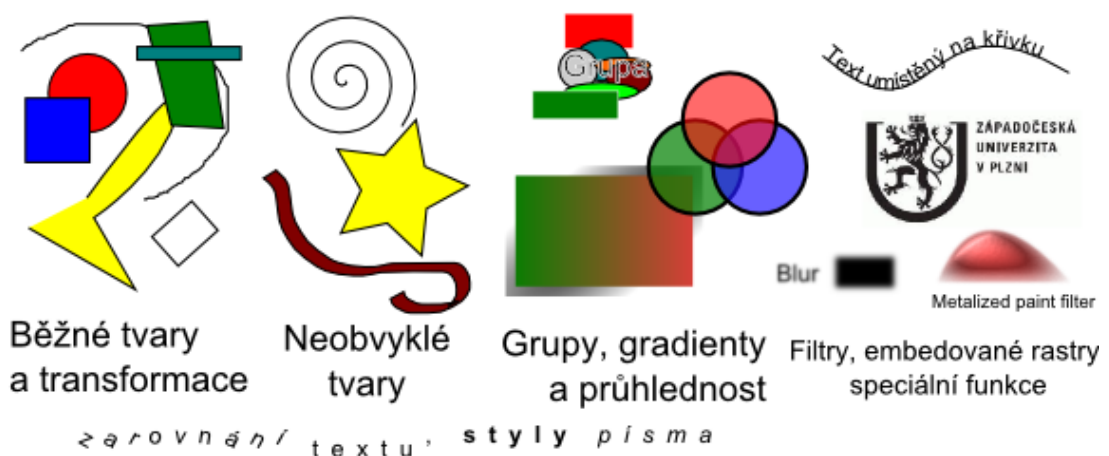 Grupa
Text umístěný na křivku
ZÁPADOČESKÁ
UNIVERZITA
V PLZNI
Blur
Metalized paint filter
Běžné tvary
a transformace
Neobvyklé
tvary
Grupy, gradienty
a průhlednost
Filtry, embedované rastry
speciální funkce
zarovnání textu, styly písma